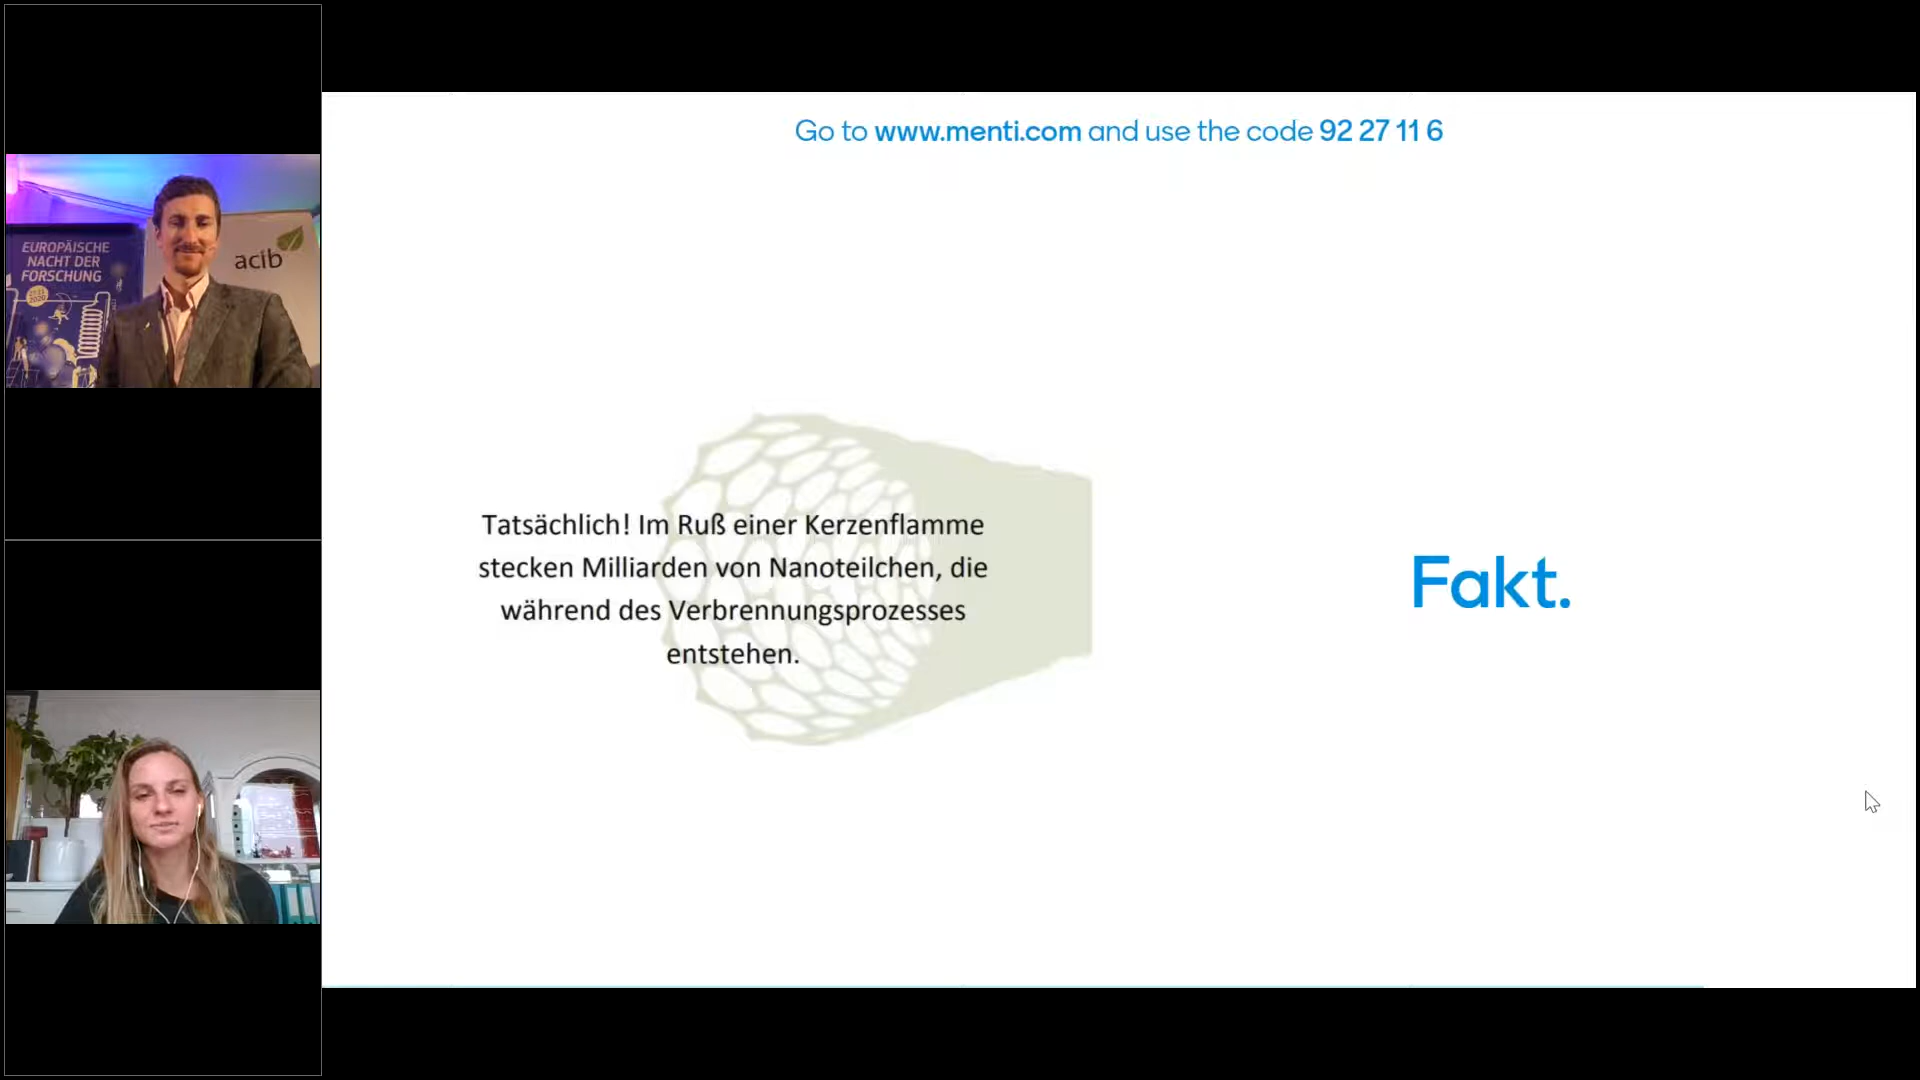 Go to www.menti.com and use the code 92 27 11 6
EUROPÄISCHE
NACHT DER
FORSCHUNG
acib
Tatsächlich! Im Ruß einer Kerzenflamme
stecken Milliarden von Nanoteilchen, die
während des Verbrennungsprozesses
entstehen.
Fakt.